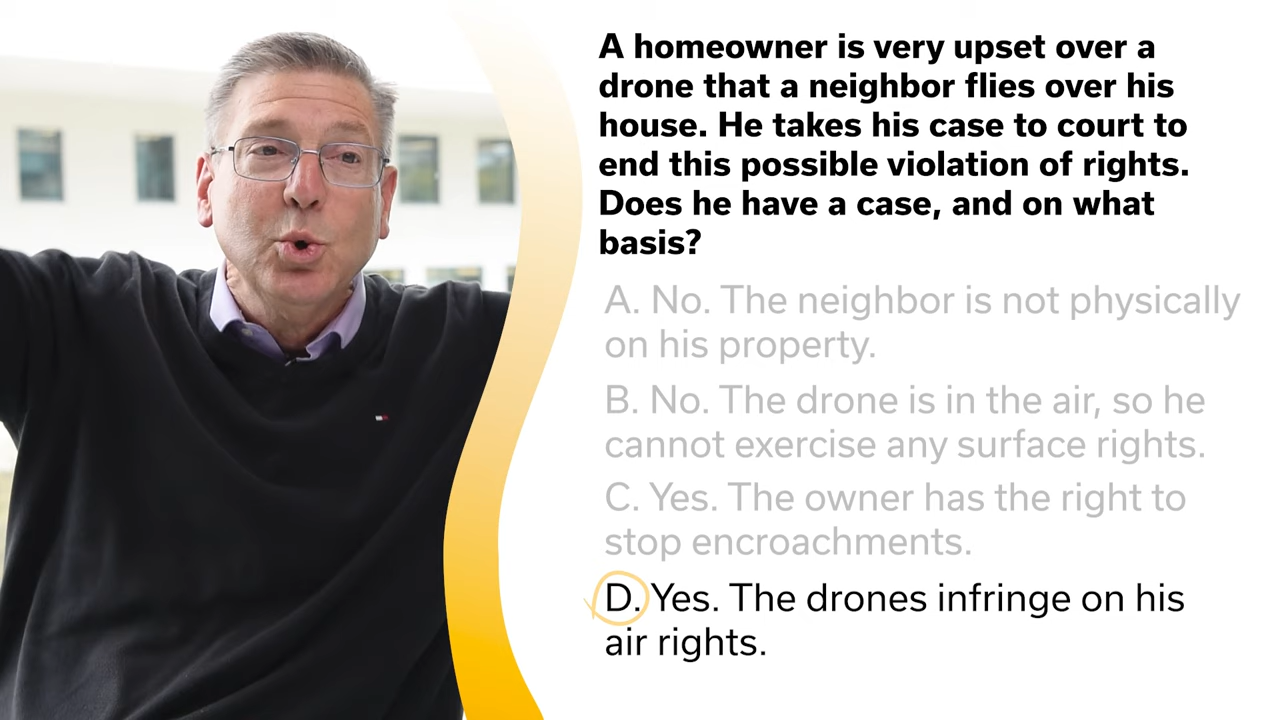 A homeowner is very upset over a
drone that a neighbor flies over his
house. He takes his case to court to
end this possible violation of rights.
Does he have a case, and on what
basis?
A. No. The neighbor is not physically
on his property.
B. No. The drone is in the air, so he
cannot exercise any surface rights.
C. Yes. The owner has the right to
stop encroachments.
D. Yes. The drones infringe on his
air rights.